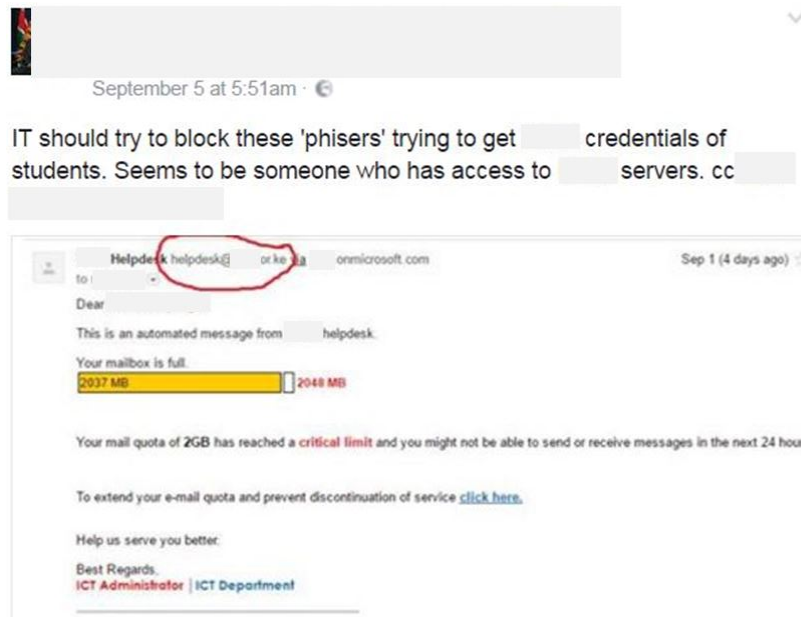 September 5 at 5:51am ·
IT should try to block these 'phisers' trying to get credentials of
students. Seems to be someone who has access to servers. cc
Helpdesk helpdesk@ or.ke via onmicrosoft.com Sep 1 (4 days ago)
to
Dear
This is an automated message from helpdesk.
Your mailbox is full.
2037 MB 2048 MB
Your mail quota of 2GB has reached a critical limit and you might not be able to send or receive messages in the next 24 hou
To extend your e-mail quota and prevent discontinuation of service click here.
Help us serve you better.
Best Regards,
ICT Administrator | ICT Department